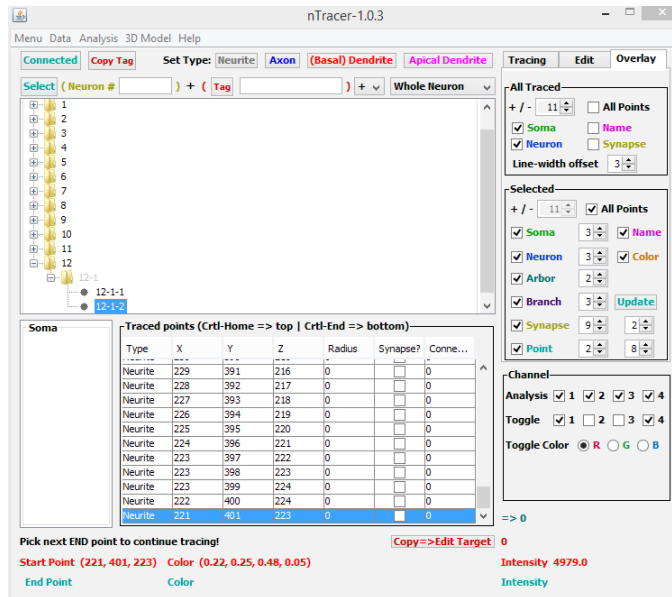 nTracer-1.0.3
Menu Data Analysis 3D Model Help
Connected Copy Tag Set Type: Neurite Axon (Basal) Dendrite Apical Dendrite
Select ( Neuron # ) + ( Tag ) + Whole Neuron
1
2
3
4
5
6
7
8
9
10
11
12
12-1
12-1-1
12-1-2
Soma
Traced points (Crtl-Home => top | Crtl-End => bottom)
Type X Y Z Radius Synapse? Conne...
Neurite 229 391 216 0 0
Neurite 228 392 217 0 0
Neurite 227 393 218 0 0
Neurite 226 394 219 0 0
Neurite 225 395 220 0 0
Neurite 224 396 221 0 0
Neurite 223 397 222 0 0
Neurite 223 398 223 0 0
Neurite 223 399 224 0 0
Neurite 222 400 224 0 0
Neurite 221 401 223 0 0
Tracing Edit Overlay
All Traced
+ / - 11 All Points
Soma Name
Neuron Synapse
Line-width offset 3
Selected
+ / - 11 All Points
Soma 3 Name
Neuron 3 Color
Arbor 2
Branch 3 Update
Synapse 9 2
Point 2 8
Channel
Analysis 1 2 3 4
Toggle 1 2 3 4
Toggle Color R G B
=> 0
Pick next END point to continue tracing! Copy=>Edit Target 0
Start Point (221, 401, 223) Color (0.22, 0.25, 0.48, 0.05) Intensity 4979.0
End Point Color Intensity